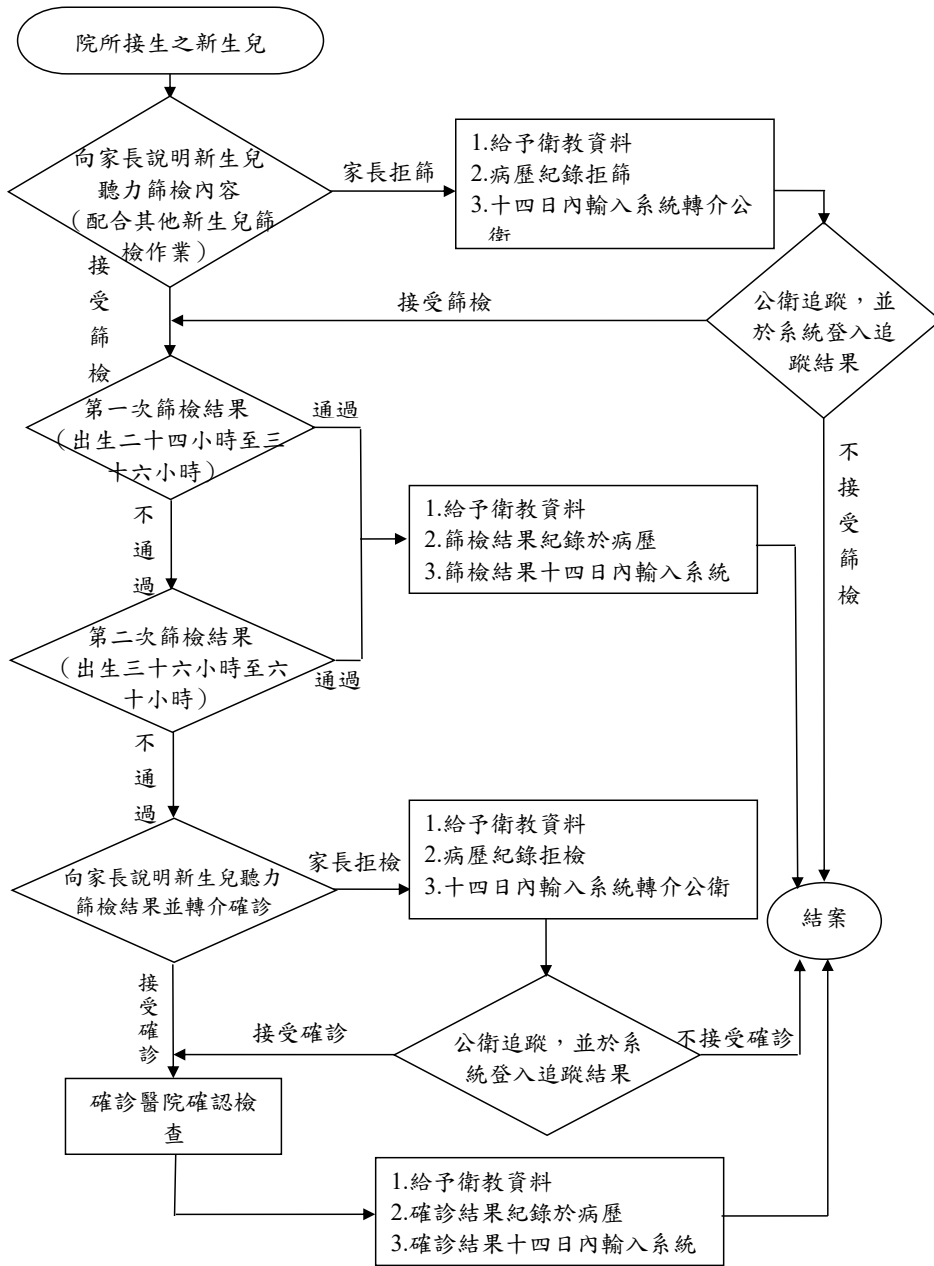 院所接生之新生兒
向家長說明新生兒
聽力篩檢內容
（配合其他新生兒篩
檢作業）
家長拒篩
1.給予衛教資料
2.病歷紀錄拒篩
3.十四日內輸入系統轉介公
衛
接受篩檢
接受篩檢
公衛追蹤，並
於系統登入追
蹤結果
第一次篩檢結果
（出生二十四小時至三
十六小時）
通過
不接受篩檢
不通過
1.給予衛教資料
2.篩檢結果紀錄於病歷
3.篩檢結果十四日內輸入系統
第二次篩檢結果
（出生三十六小時至六
十小時）
通過
不通過
向家長說明新生兒聽力
篩檢結果並轉介確診
家長拒檢
1.給予衛教資料
2.病歷紀錄拒檢
3.十四日內輸入系統轉介公衛
結案
接受確診
接受確診
公衛追蹤，並於系
統登入追蹤結果
不接受確診
確診醫院確認檢
查
1.給予衛教資料
2.確診結果紀錄於病歷
3.確診結果十四日內輸入系統